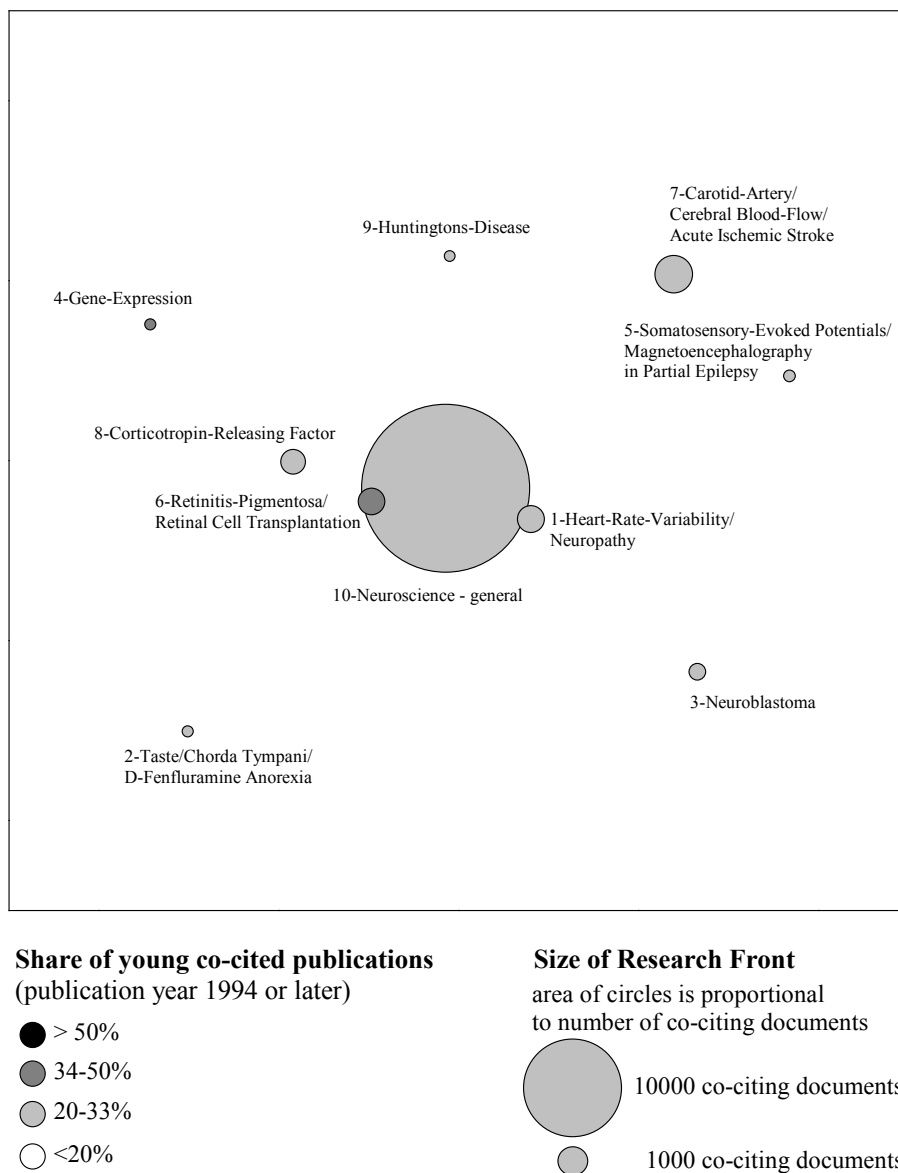 7-Carotid-Artery/
Cerebral Blood-Flow/
Acute Ischemic Stroke
9-Huntingtons-Disease
4-Gene-Expression
5-Somatosensory-Evoked Potentials/
Magnetoencephalography
in Partial Epilepsy
8-Corticotropin-Releasing Factor
6-Retinitis-Pigmentosa/
Retinal Cell Transplantation
1-Heart-Rate-Variability/
Neuropathy
10-Neuroscience - general
3-Neuroblastoma
2-Taste/Chorda Tympani/
D-Fenfluramine Anorexia
Share of young co-cited publications
(publication year 1994 or later)
> 50%
34-50%
20-33%
<20%
Size of Research Front
area of circles is proportional
to number of co-citing documents
10000 co-citing documents
1000 co-citing documents